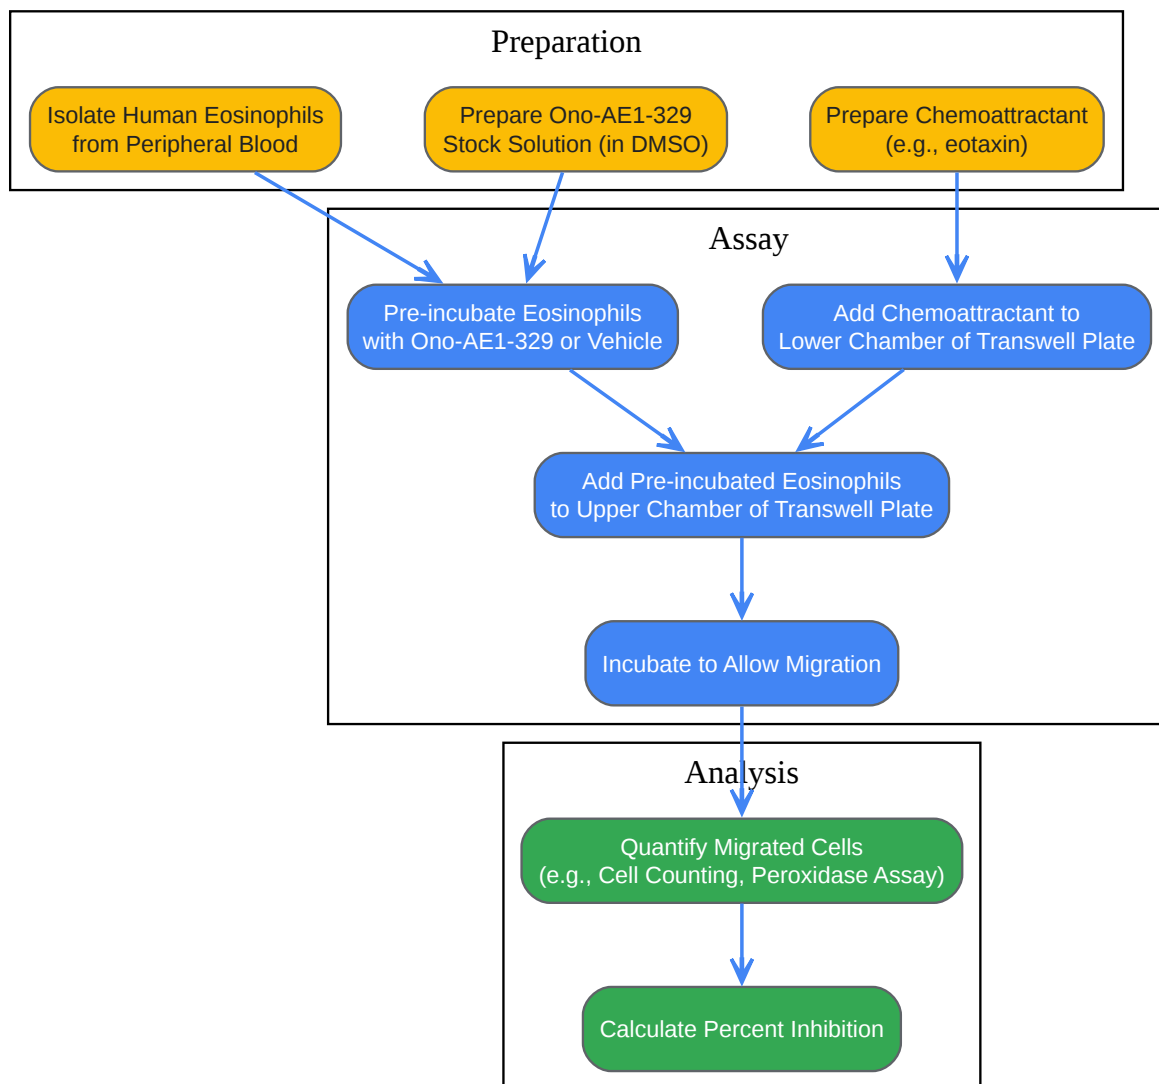 Preparation
Isolate Human Eosinophils
from Peripheral Blood
Prepare Ono-AE1-329
Stock Solution (in DMSO)
Prepare Chemoattractant
(e.g., eotaxin)
Assay
Pre-incubate Eosinophils
with Ono-AE1-329 or Vehicle
Add Chemoattractant to
Lower Chamber of Transwell Plate
Add Pre-incubated Eosinophils
to Upper Chamber of Transwell Plate
Incubate to Allow Migration
Analysis
Quantify Migrated Cells
(e.g., Cell Counting, Peroxidase Assay)
Calculate Percent Inhibition